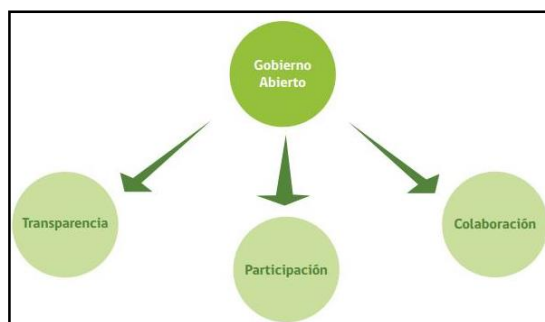 Gobierno
Abierto
Transparencia
Participación
Colaboración